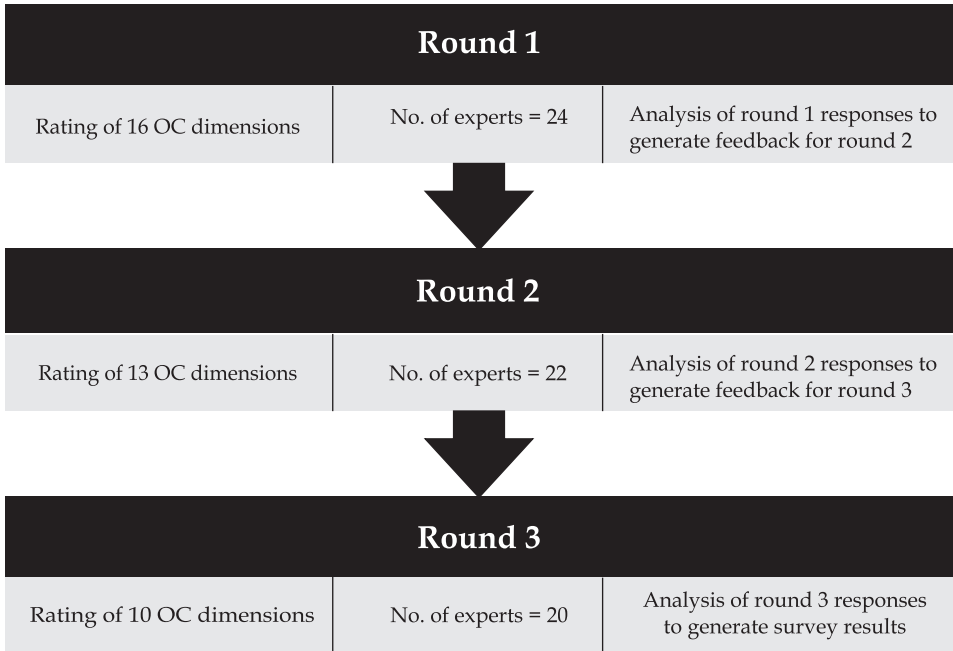 Round 1
Rating of 16 OC dimensions
No. of experts = 24
Analysis of round 1 responses to
generate feedback for round 2
Round 2
Rating of 13 OC dimensions
No. of experts = 22
Analysis of round 2 responses to
generate feedback for round 3
Round 3
Rating of 10 OC dimensions
No. of experts = 20
Analysis of round 3 responses
to generate survey results